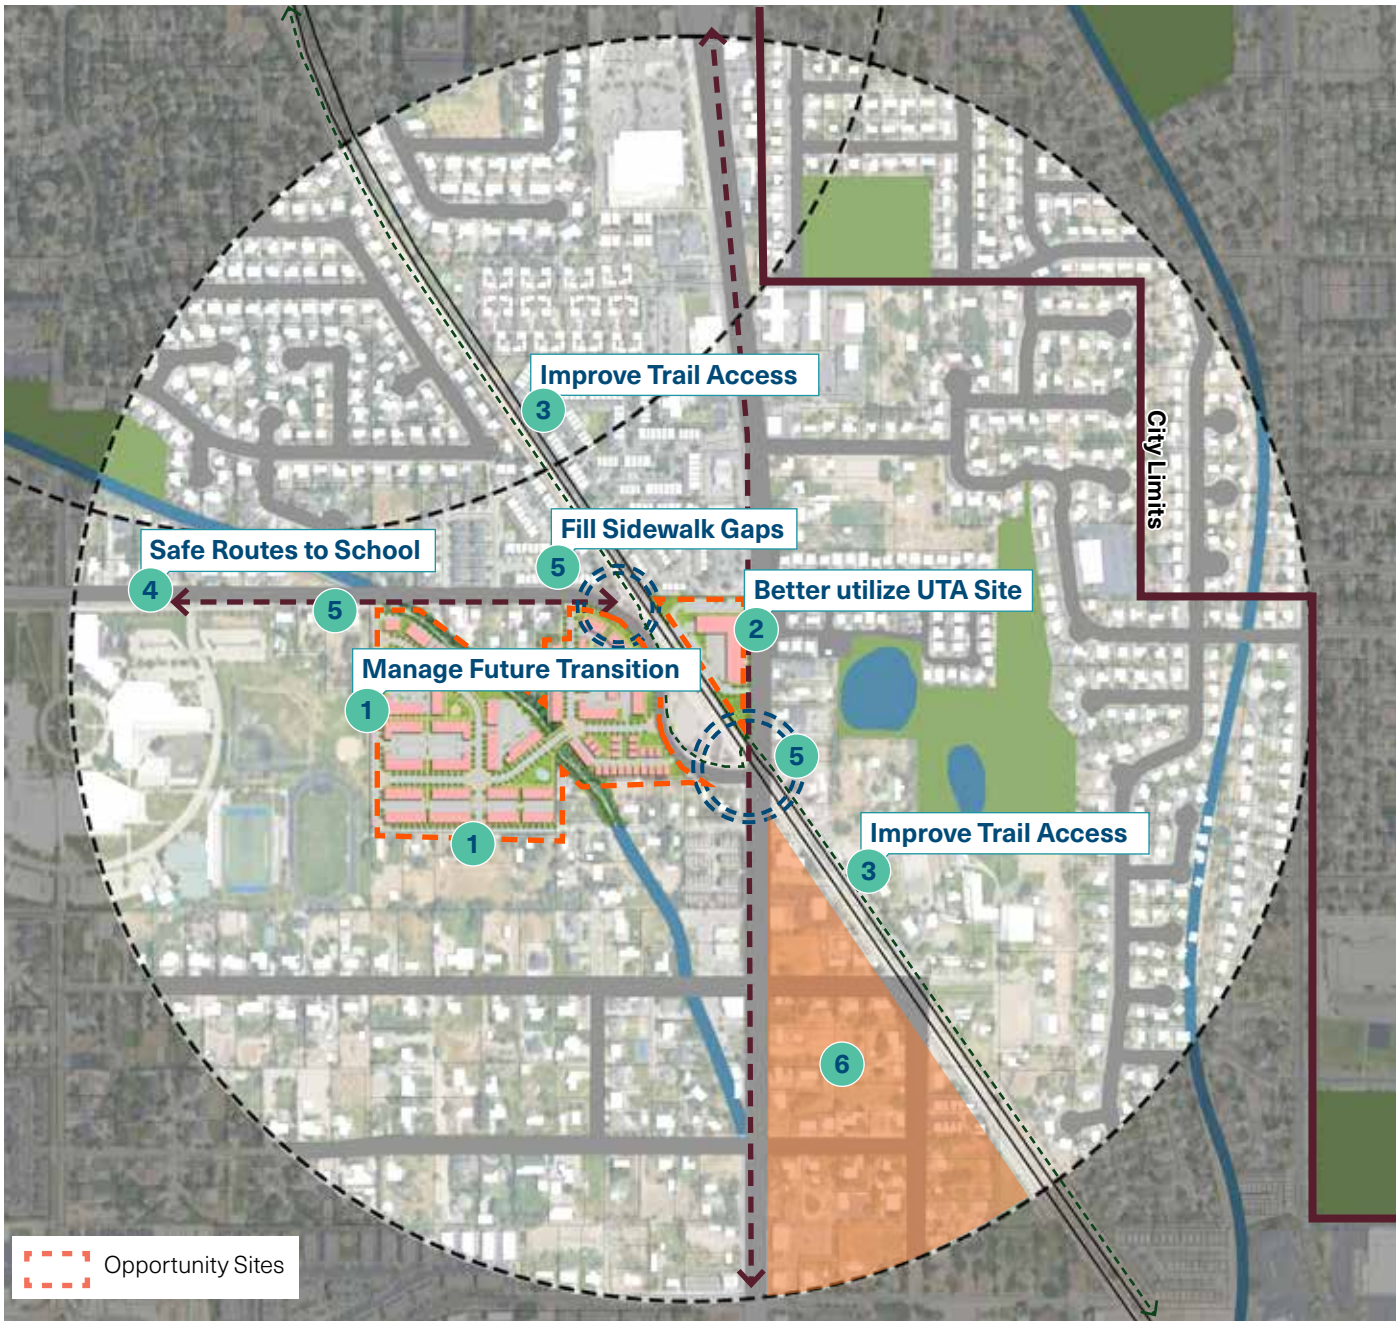 Improve Trail Access
3
City Limits
Fill Sidewalk Gaps
5
Safe Routes to School
4
5
Better utilize UTA Site
2
Manage Future Transition
1
5
Improve Trail Access
3
1
6
Opportunity Sites